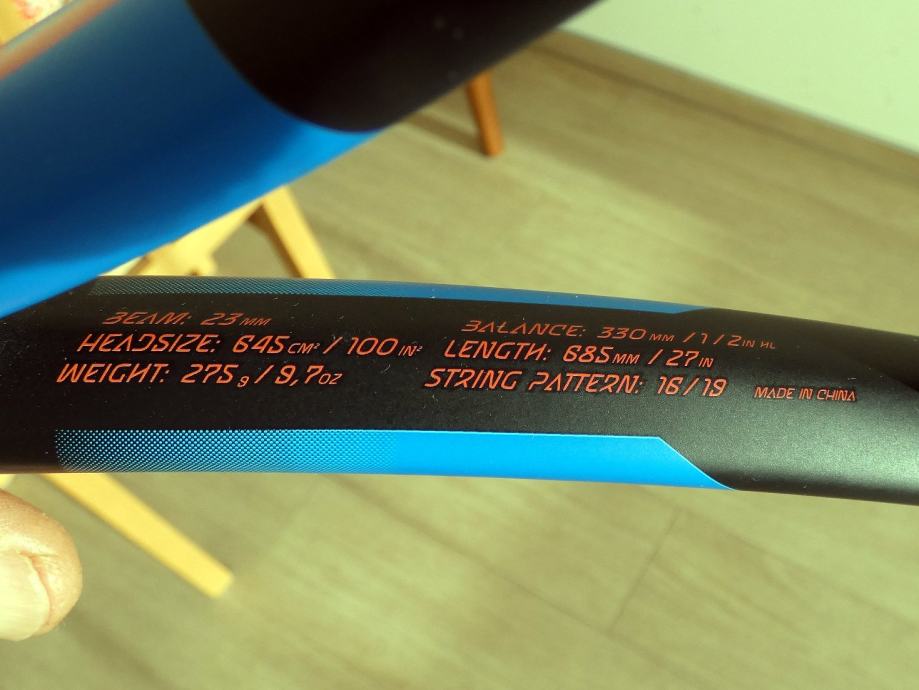 BEAM: 23 MM
HEADSIZE: 645 CM² / 100 IN²
WEIGHT: 275 g / 9,7 OZ
BALANCE: 330 MM / 1 / 2 IN HL
LENGTH: 685 MM / 27 IN
STRING PATTERN: 16 / 19
MADE IN CHINA